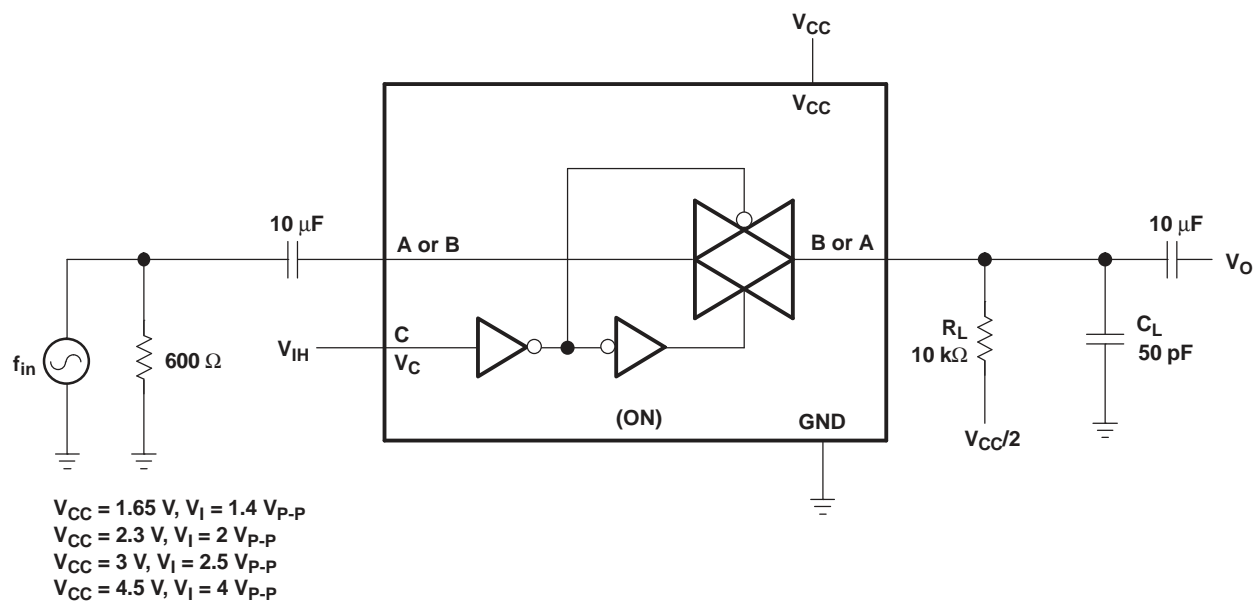 VCC
VCC
10 μF
A or B
B or A
10 μF
VO
fin
600 Ω
VIH
C
VC
RL
10 kΩ
CL
50 pF
(ON)
GND
VCC/2
VCC = 1.65 V, VI = 1.4 VP-P
VCC = 2.3 V, VI = 2 VP-P
VCC = 3 V, VI = 2.5 VP-P
VCC = 4.5 V, VI = 4 VP-P